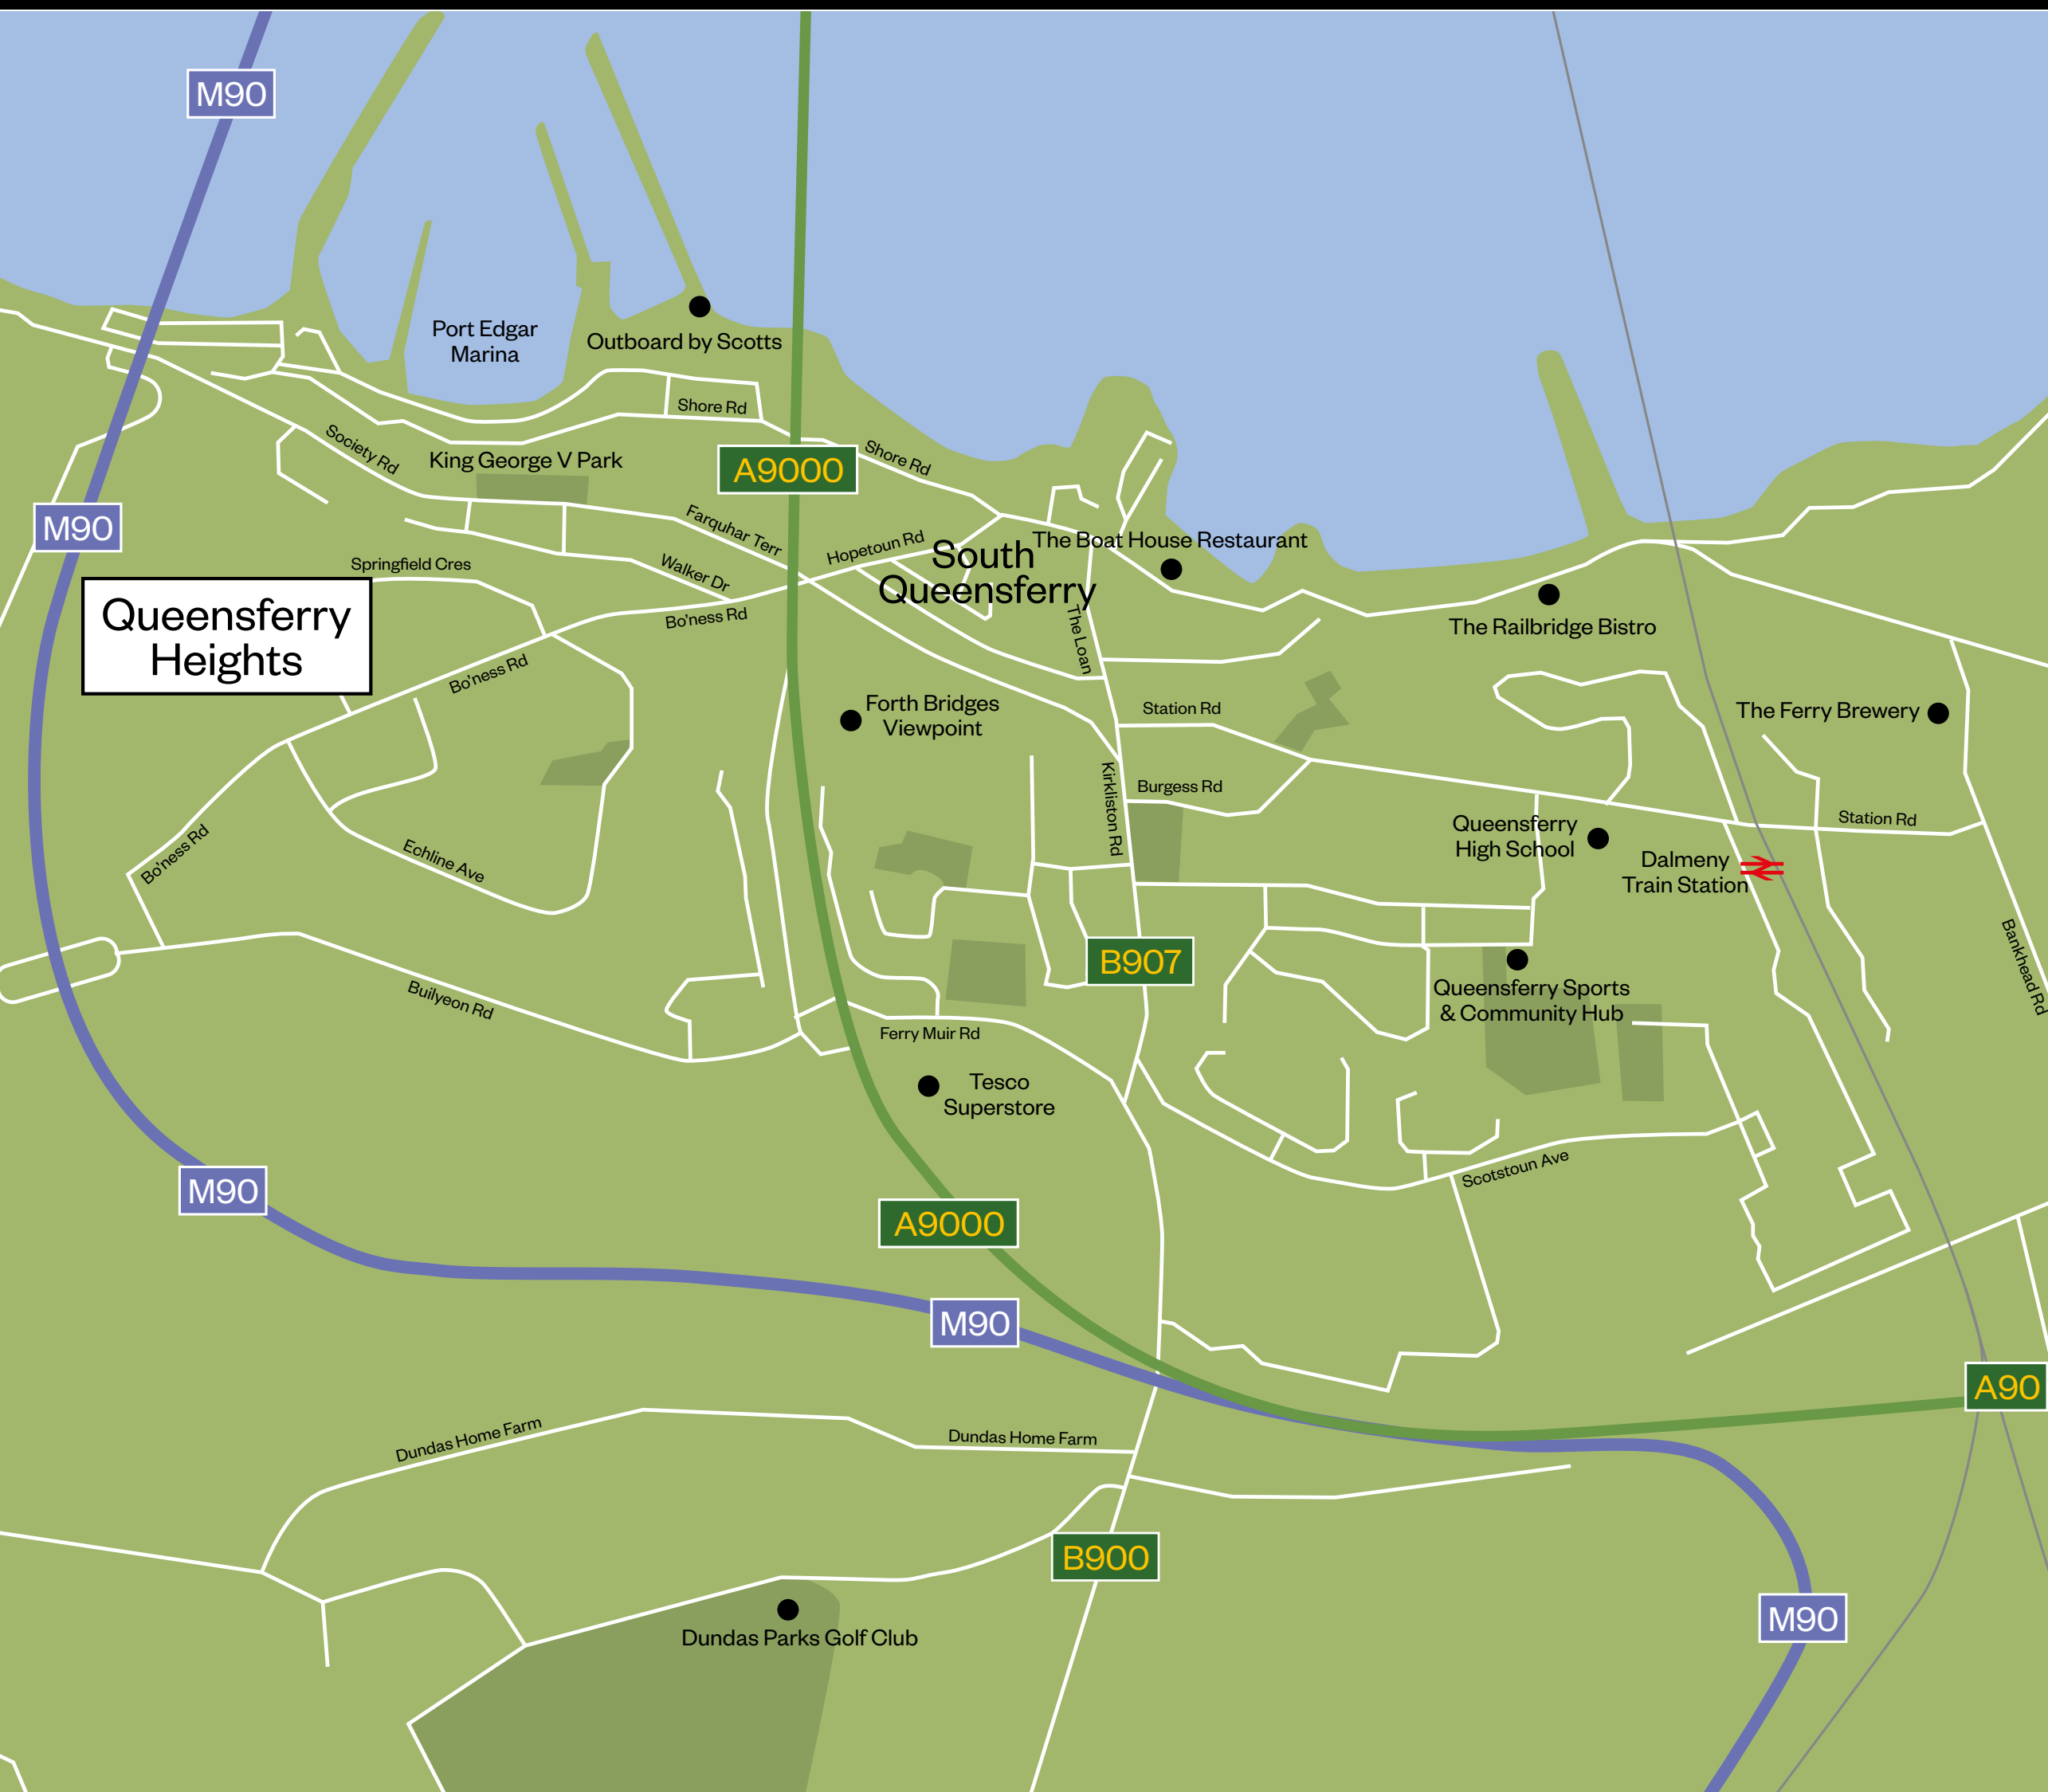 M90
Port Edgar
Marina
Outboard by Scotts
Shore Rd
Society Rd
King George V Park
A9000
Shore Rd
M90
Farquhar Terr
Hopetoun Rd
South
Queensferry
The Boat House Restaurant
Springfield Cres
Walker Dr
Bo'ness Rd
The Loan
The Railbridge Bistro
Queensferry
Heights
Bo'ness Rd
Forth Bridges
Viewpoint
Station Rd
The Ferry Brewery
Kirkliston Rd
Burgess Rd
Queensferry
High School
Station Rd
Dalmeny
Train Station
Bo'ness Rd
Echline Ave
Bankhead Rd
B907
Builyeon Rd
Queensferry Sports
& Community Hub
Ferry Muir Rd
Tesco
Superstore
Scotstoun Ave
M90
A9000
M90
A90
Dundas Home Farm
Dundas Home Farm
B900
M90
Dundas Parks Golf Club